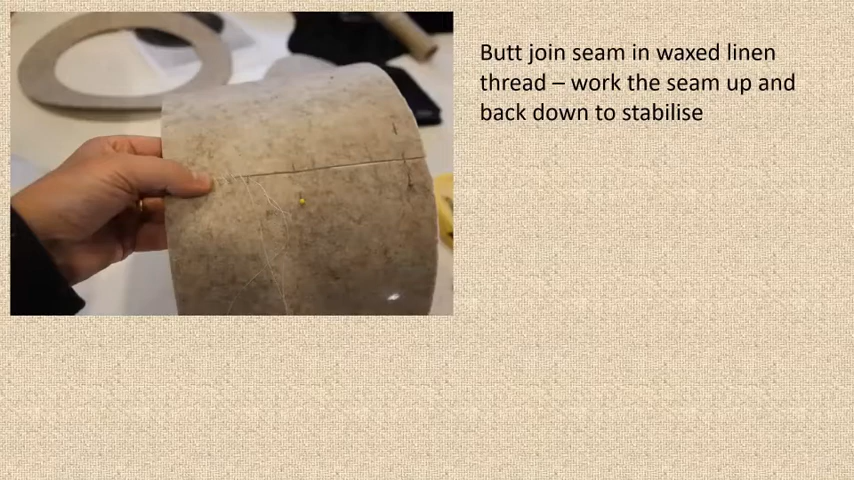 Butt join seam in waxed linen
thread – work the seam up and
back down to stabilise